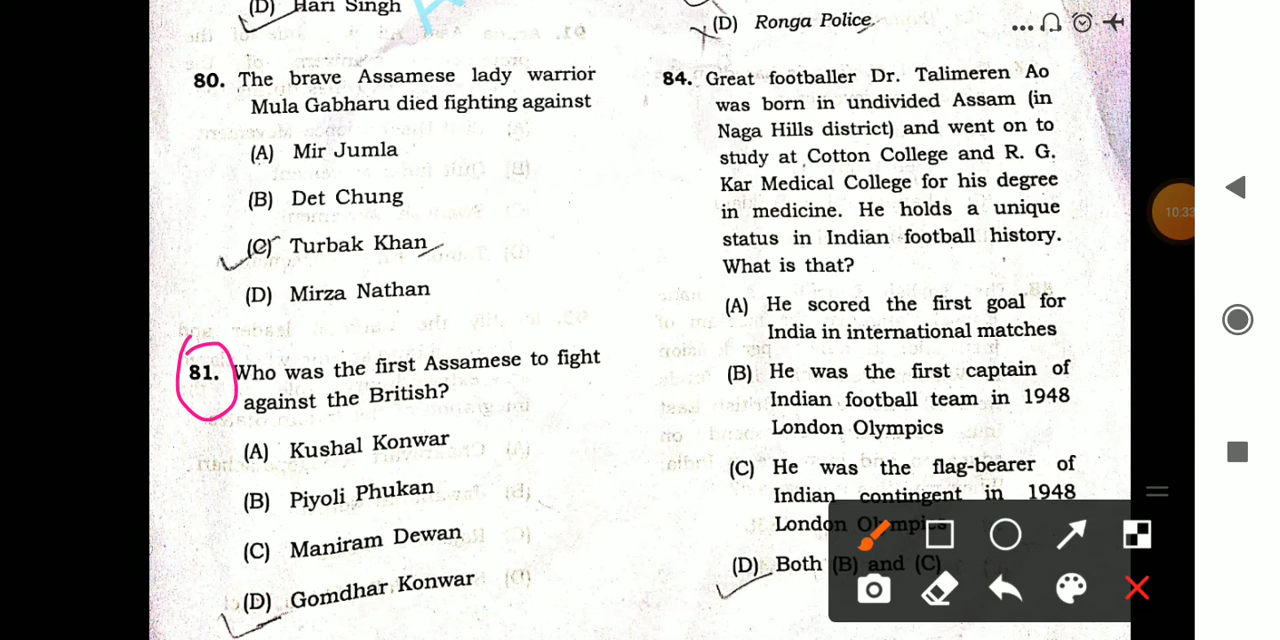 (D) Hari Singh
80. The brave Assamese lady warrior
Mula Gabharu died fighting against
(A) Mir Jumla
(B) Det Chung
(C) Turbak Khan
(D) Mirza Nathan
81. Who was the first Assamese to fight
against the British?
(A) Kushal Konwar
(B) Piyoli Phukan
(C) Maniram Dewan
(D) Gomdhar Konwar
(D) Ronga Police
84. Great footballer Dr. Talimeren Ao
was born in undivided Assam (in
Naga Hills district) and went on to
study at Cotton College and R. G.
Kar Medical College for his degree
in medicine. He holds a unique
status in Indian football history.
What is that?
(A) He scored the first goal for
India in international matches
(B) He was the first captain of
Indian football team in 1948
London Olympics
(C) He was the flag-bearer of
Indian contingent in 1948
London Olympics
(D) Both (B) and (C)
10:33